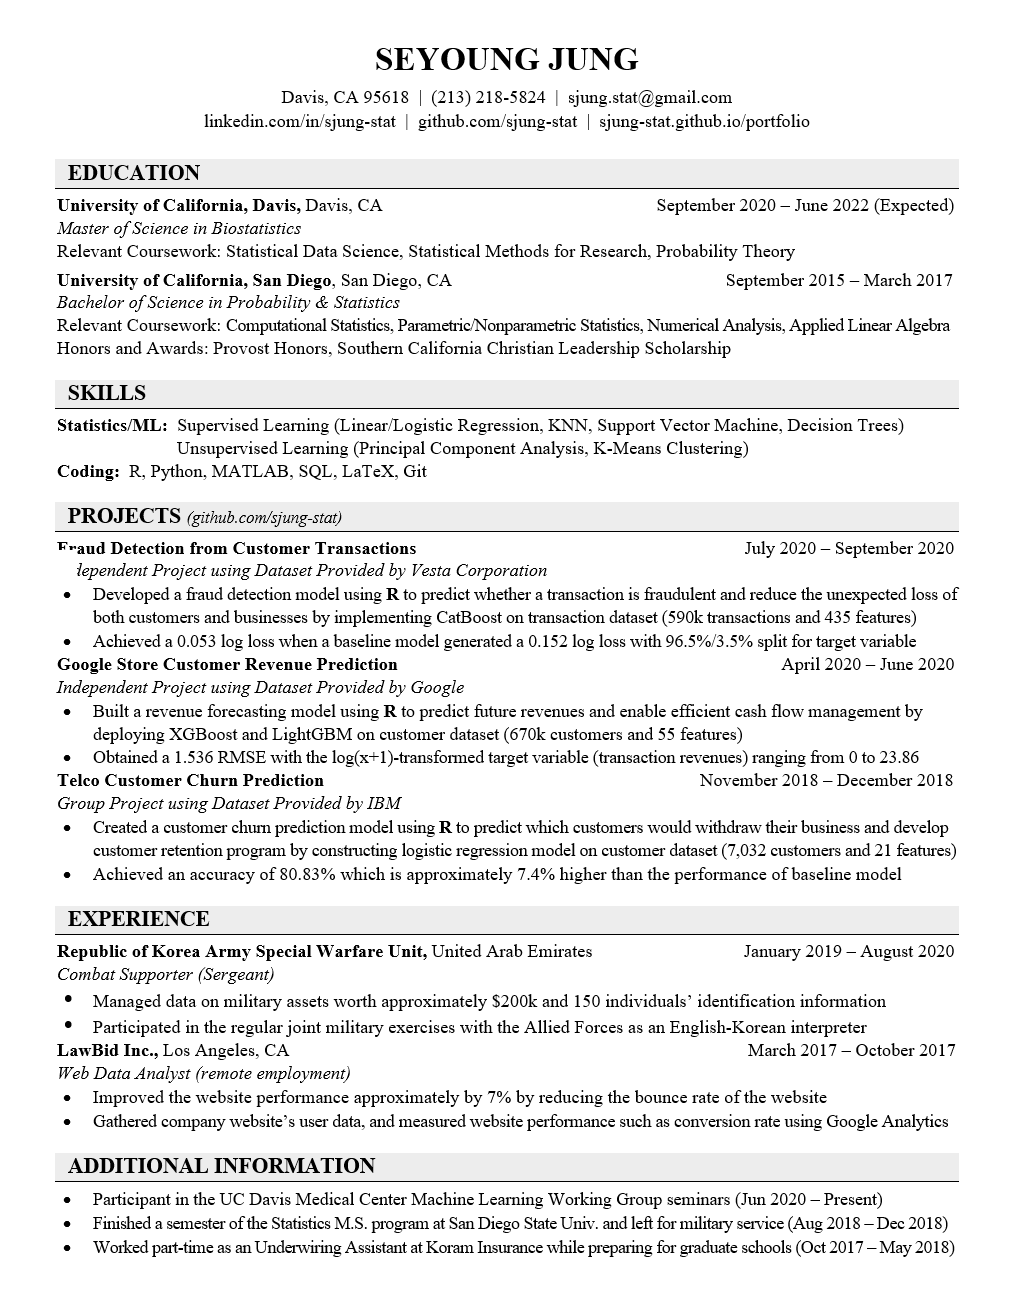 SEYOUNG JUNG
Davis, CA 95618 | (213) 218-5824 | sjung.stat@gmail.com
linkedin.com/in/sjung-stat | github.com/sjung-stat | sjung-stat.github.io/portfolio
EDUCATION
University of California, Davis, Davis, CA September 2020 – June 2022 (Expected)
Master of Science in Biostatistics
Relevant Coursework: Statistical Data Science, Statistical Methods for Research, Probability Theory
University of California, San Diego, San Diego, CA September 2015 – March 2017
Bachelor of Science in Probability & Statistics
Relevant Coursework: Computational Statistics, Parametric/Nonparametric Statistics, Numerical Analysis, Applied Linear Algebra
Honors and Awards: Provost Honors, Southern California Christian Leadership Scholarship
SKILLS
Statistics/ML: Supervised Learning (Linear/Logistic Regression, KNN, Support Vector Machine, Decision Trees)
Unsupervised Learning (Principal Component Analysis, K-Means Clustering)
Coding: R, Python, MATLAB, SQL, LaTeX, Git
PROJECTS (github.com/sjung-stat)
Fraud Detection from Customer Transactions July 2020 – September 2020
Project using Dataset Provided by Vesta Corporation
• Developed a fraud detection model using R to predict whether a transaction is fraudulent and reduce the unexpected loss of
both customers and businesses by implementing CatBoost on transaction dataset (590k transactions and 435 features)
• Achieved a 0.053 log loss when a baseline model generated a 0.152 log loss with 96.5%/3.5% split for target variable
Google Store Customer Revenue Prediction April 2020 – June 2020
Independent Project using Dataset Provided by Google
• Built a revenue forecasting model using R to predict future revenues and enable efficient cash flow management by
deploying XGBoost and LightGBM on customer dataset (670k customers and 55 features)
• Obtained a 1.536 RMSE with the log(x+1)-transformed target variable (transaction revenues) ranging from 0 to 23.86
Telco Customer Churn Prediction November 2018 – December 2018
Group Project using Dataset Provided by IBM
• Created a customer churn prediction model using R to predict which customers would withdraw their business and develop
customer retention program by constructing logistic regression model on customer dataset (7,032 customers and 21 features)
• Achieved an accuracy of 80.83% which is approximately 7.4% higher than the performance of baseline model
EXPERIENCE
Republic of Korea Army Special Warfare Unit, United Arab Emirates January 2019 – August 2020
Combat Supporter (Sergeant)
• Managed data on military assets worth approximately $200k and 150 individuals’ identification information
• Participated in the regular joint military exercises with the Allied Forces as an English-Korean interpreter
LawBid Inc., Los Angeles, CA March 2017 – October 2017
Web Data Analyst (remote employment)
• Improved the website performance approximately by 7% by reducing the bounce rate of the website
• Gathered company website’s user data, and measured website performance such as conversion rate using Google Analytics
ADDITIONAL INFORMATION
• Participant in the UC Davis Medical Center Machine Learning Working Group seminars (Jun 2020 – Present)
• Finished a semester of the Statistics M.S. program at San Diego State Univ. and left for military service (Aug 2018 – Dec 2018)
• Worked part-time as an Underwiring Assistant at Koram Insurance while preparing for graduate schools (Oct 2017 – May 2018)